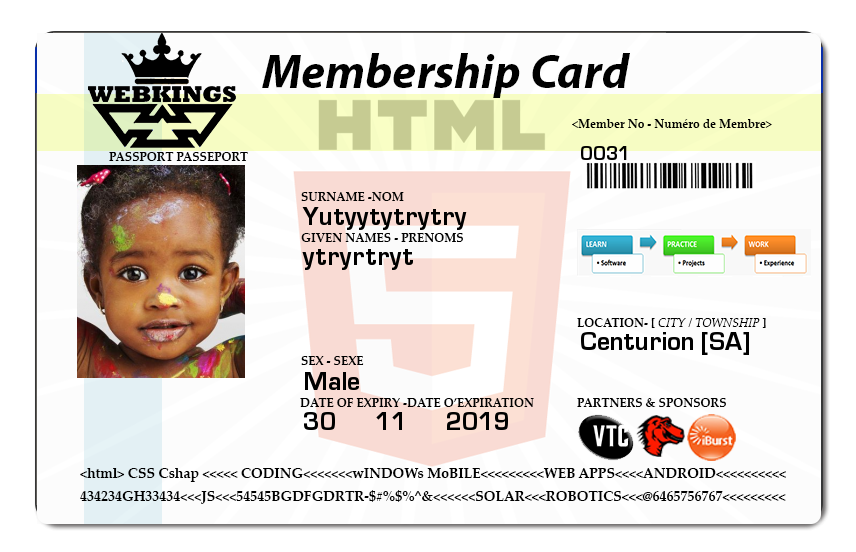 Membership Card
WEBKINGS
HTML
<Member No - Numéro de Membre>
PASSPORT PASSEPORT
0031
SURNAME -NOM
Yutyytytrytry
GIVEN NAMES - PRENOMS
ytryrtryt
LEARN
PRACTICE
WORK
• Software
• Projects
• Experience
LOCATION- [ CITY / TOWNSHIP ]
Centurion [SA]
SEX - SEXE
Male
DATE OF EXPIRY -DATE O’EXPIRATION
30 11 2019
PARTNERS & SPONSORS
VTC
iBurst
<html> CSS Cshap <<<<< CODING<<<<<<<wINDOWs MoBILE<<<<<<<<<WEB APPS<<<<ANDROID<<<<<<<<<<
434234GH33434<<<JS<<<54545BGDFGDRTR-$#%$%^&<<<<<<SOLAR<<<ROBOTICS<<<@6465756767<<<<<<<<<